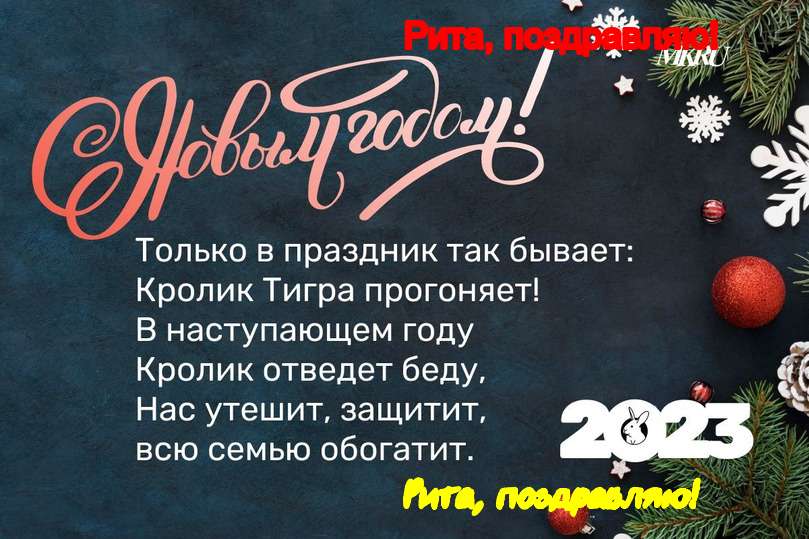 Рита, поздравляю!
MKRU
С Новым годом!
Только в праздник так бывает:
Кролик Тигра прогоняет!
В наступающем году
Кролик отведет беду,
Нас утешит, защитит,
всю семью обогатит.
2023
Рита, поздравляю!